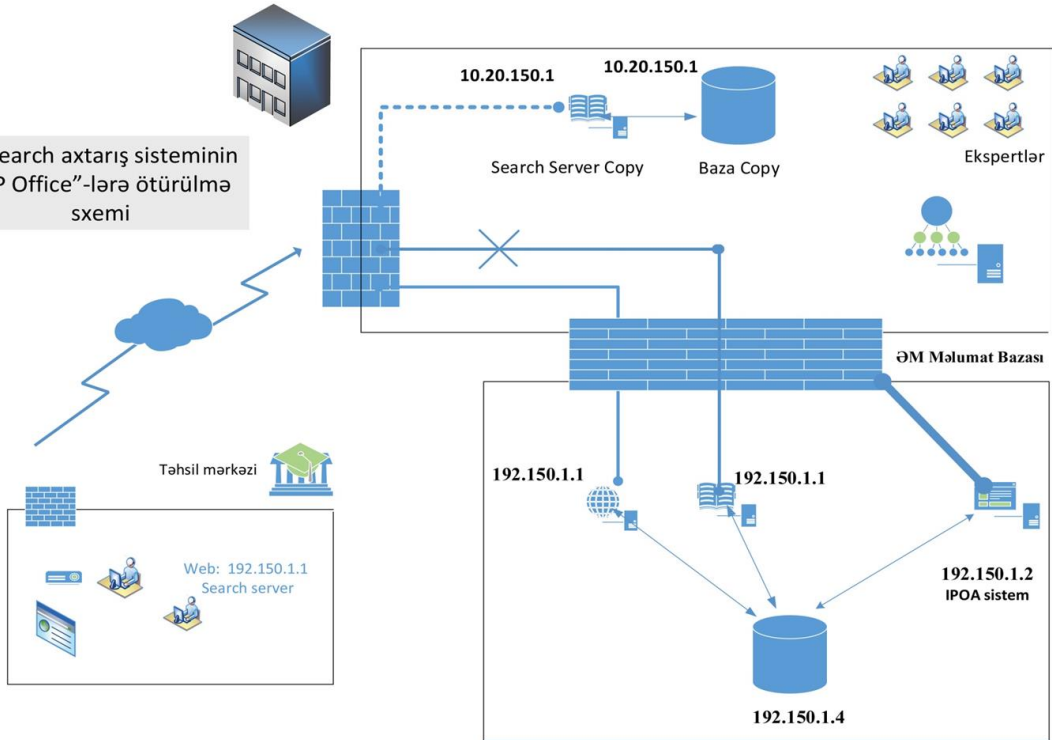 earch axtarış sisteminin
P Office”-lərə ötürülmə
sxemi
10.20.150.1
10.20.150.1
Search Server Copy
Baza Copy
Ekspertlər
ƏM Məlumat Bazası
Təhsil mərkəzi
Web: 192.150.1.1
Search server
192.150.1.1
192.150.1.1
192.150.1.2
IPOA sistem
192.150.1.4